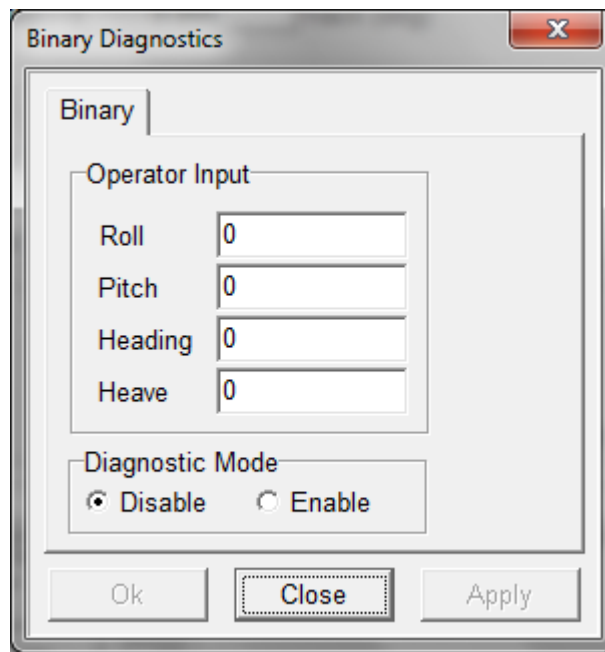 Binary Diagnostics
Binary
Operator Input
Roll 0
Pitch 0
Heading 0
Heave 0
Diagnostic Mode
Disable Enable
Ok Close Apply